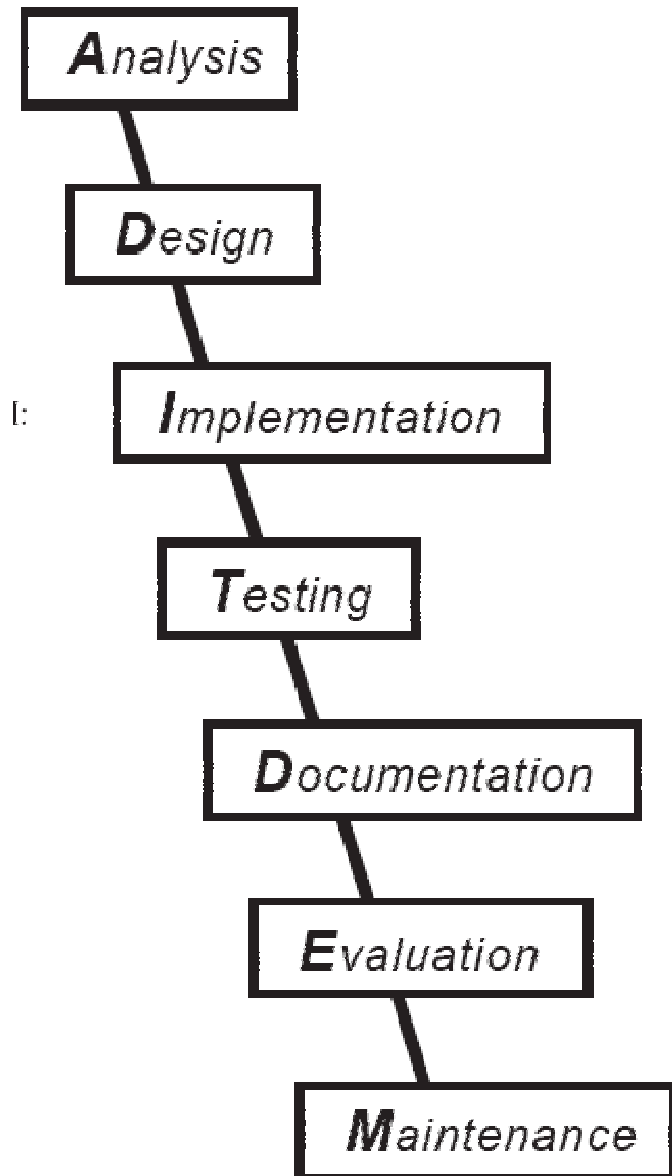 Analysis
Design
[:
Implementation
Testing
Documentation
Evaluation
Maintenance